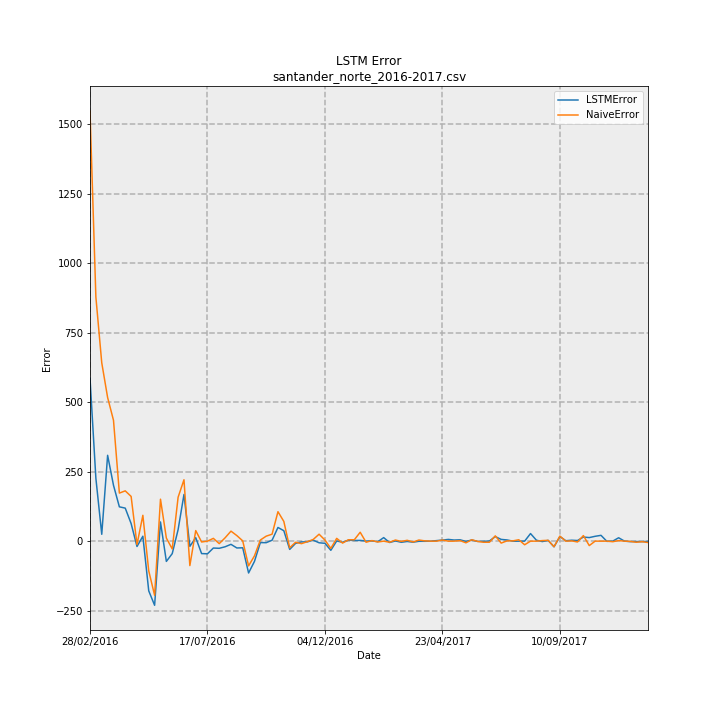 LSTM Error
santander_norte_2016-2017.csv
LSTMError
NaiveError
1500
1250
1000
750
500
250
0
−250
Error
28/02/2016
17/07/2016
04/12/2016
23/04/2017
10/09/2017
Date